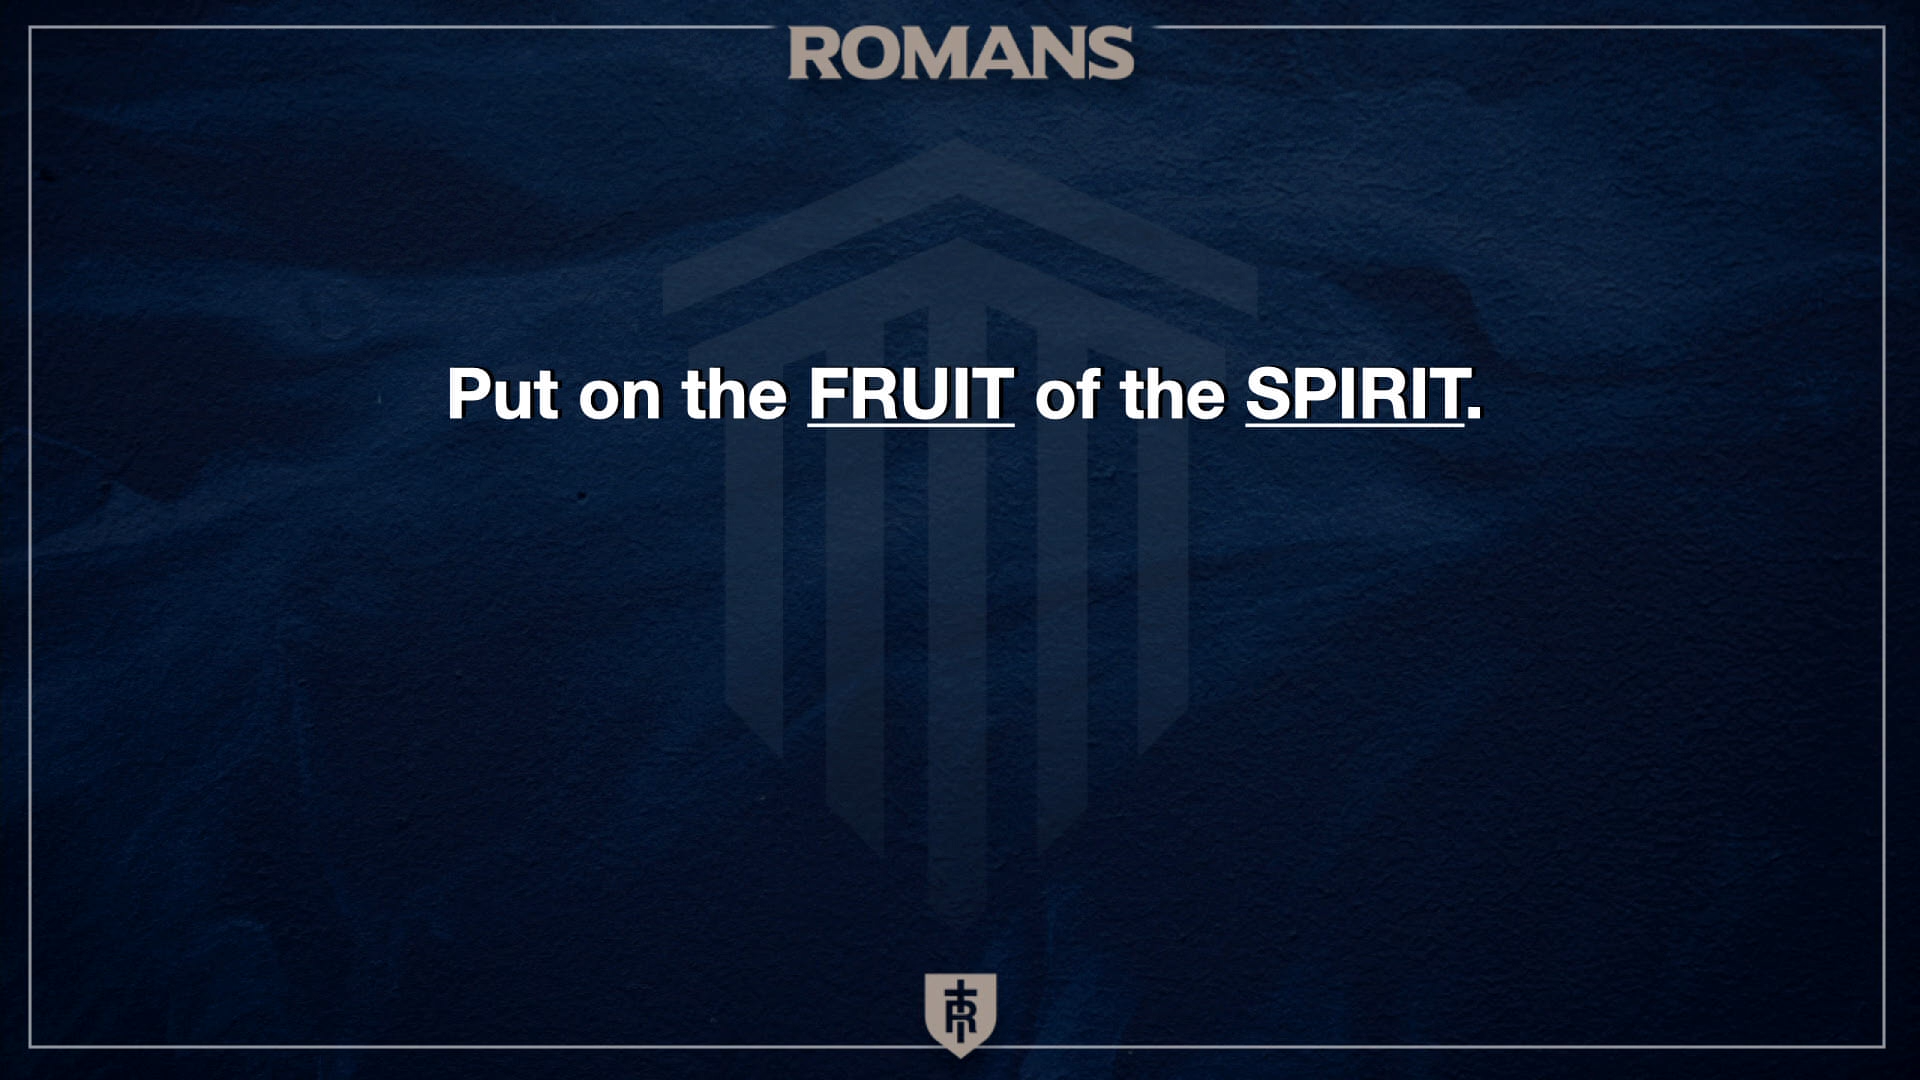 ROMANS
Put on the FRUIT of the SPIRIT.
R